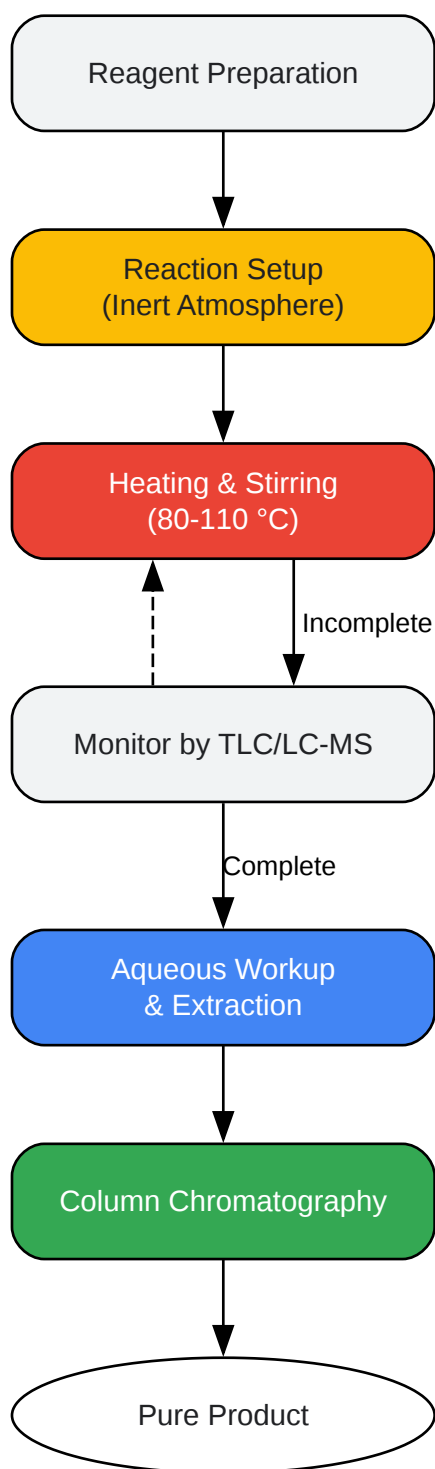 Reagent Preparation
Reaction Setup
(Inert Atmosphere)
Heating & Stirring
(80-110 °C)
Incomplete
Monitor by TLC/LC-MS
Complete
Aqueous Workup
& Extraction
Column Chromatography
Pure Product